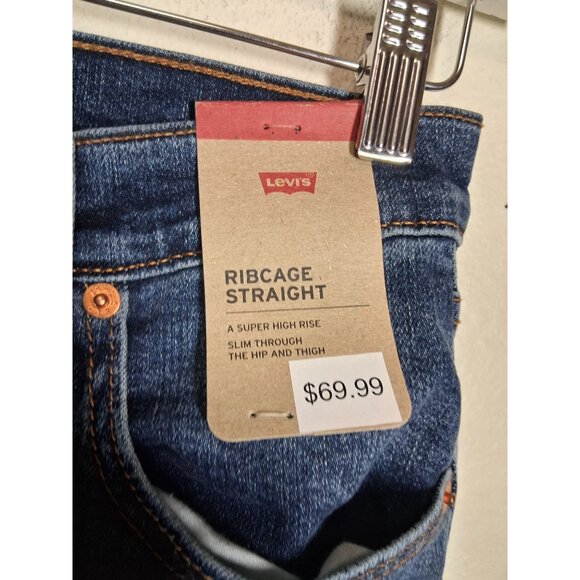 LEVI'S
RIBCAGE
STRAIGHT
A SUPER HIGH RISE
SLIM THROUGH
THE HIP AND THIGH
$69.99